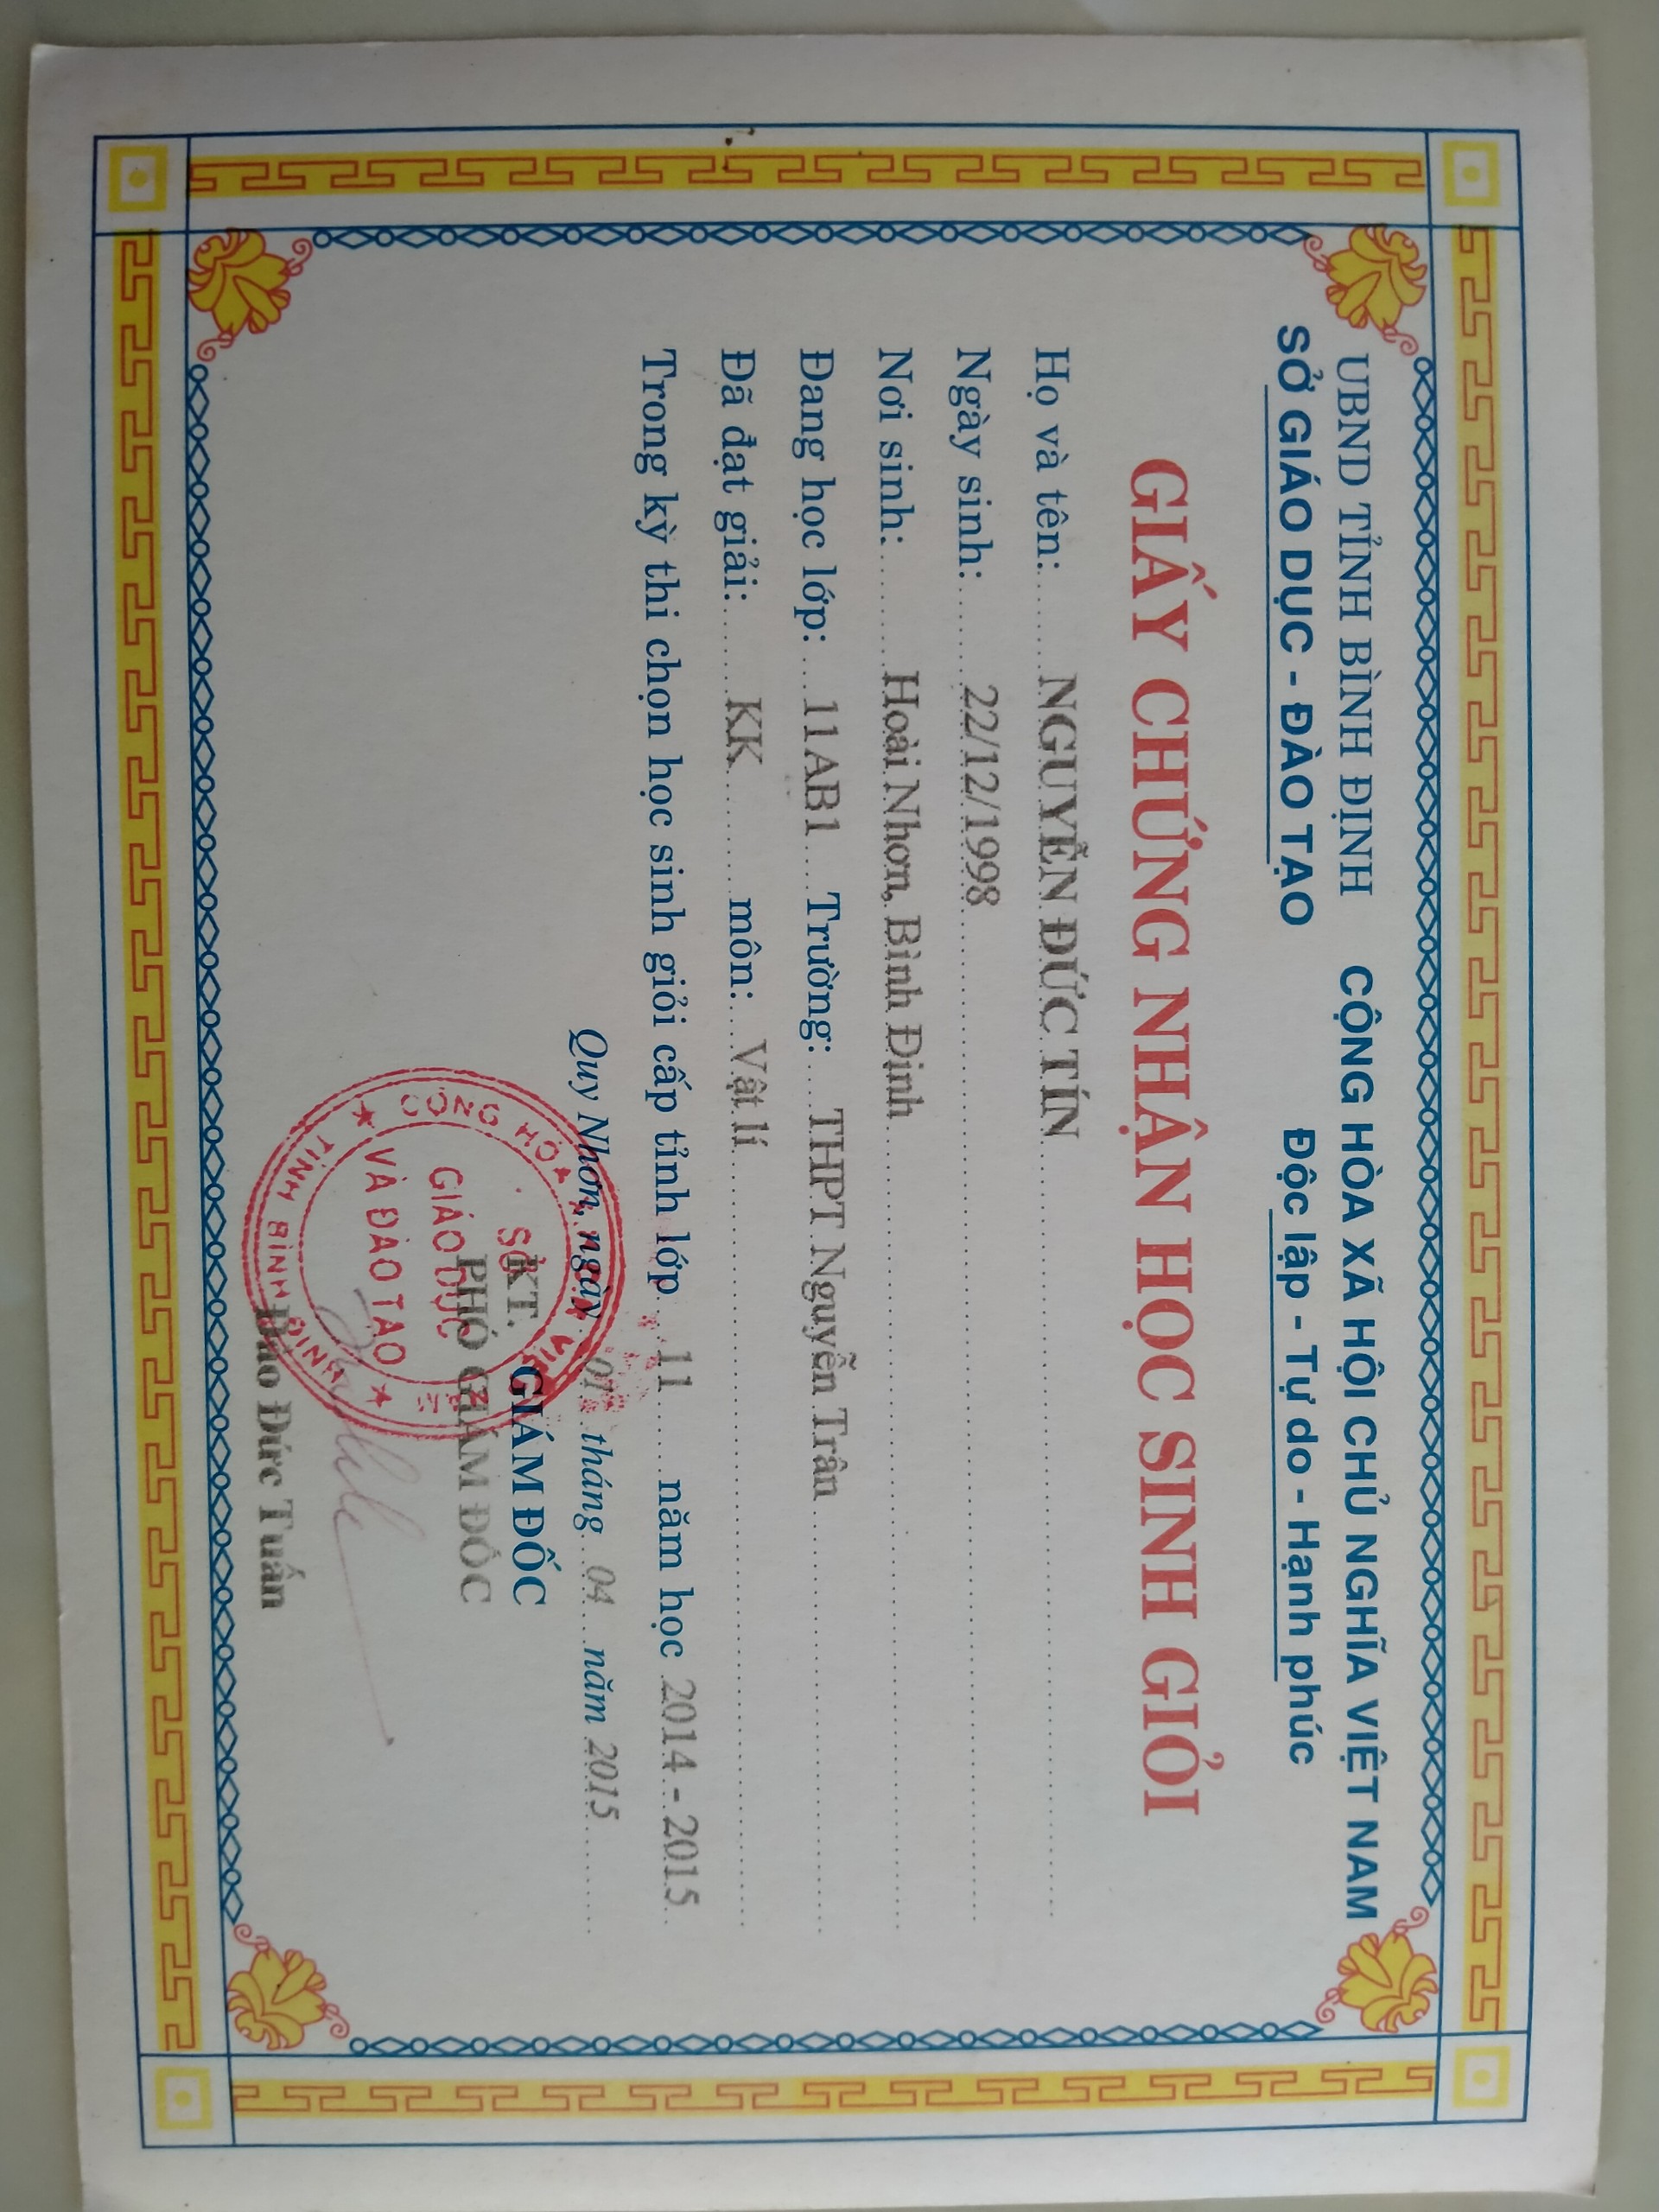 UBND TỈNH BÌNH ĐỊNH
SỞ GIÁO DỤC - ĐÀO TẠO
CỘNG HÒA XÃ HỘI CHỦ NGHĨA VIỆT NAM
Độc lập - Tự do - Hạnh phúc
GIẤY CHỨNG NHẬN HỌC SINH GIỎI
Họ và tên: NGUYỄN ĐỨC TÍN
Ngày sinh: 22/12/1998
Nơi sinh: Hoài Nhơn, Bình Định
Đang học lớp: 11AB1 Trường: THPT Nguyễn Trân
Đã đạt giải: KK môn: Vật lí
Trong kỳ thi chọn học sinh giỏi cấp tỉnh lớp 11 năm học 2014 - 2015
Quy Nhơn, ngày 01 tháng 04 năm 2015
KT. GIÁM ĐỐC
PHÓ GIÁM ĐỐC
CỘNG HÒA VIỆT NAM
SỞ
GIÁO DỤC
VÀ ĐÀO TẠO
TỈNH BÌNH ĐỊNH
Đào Đức Tuấn